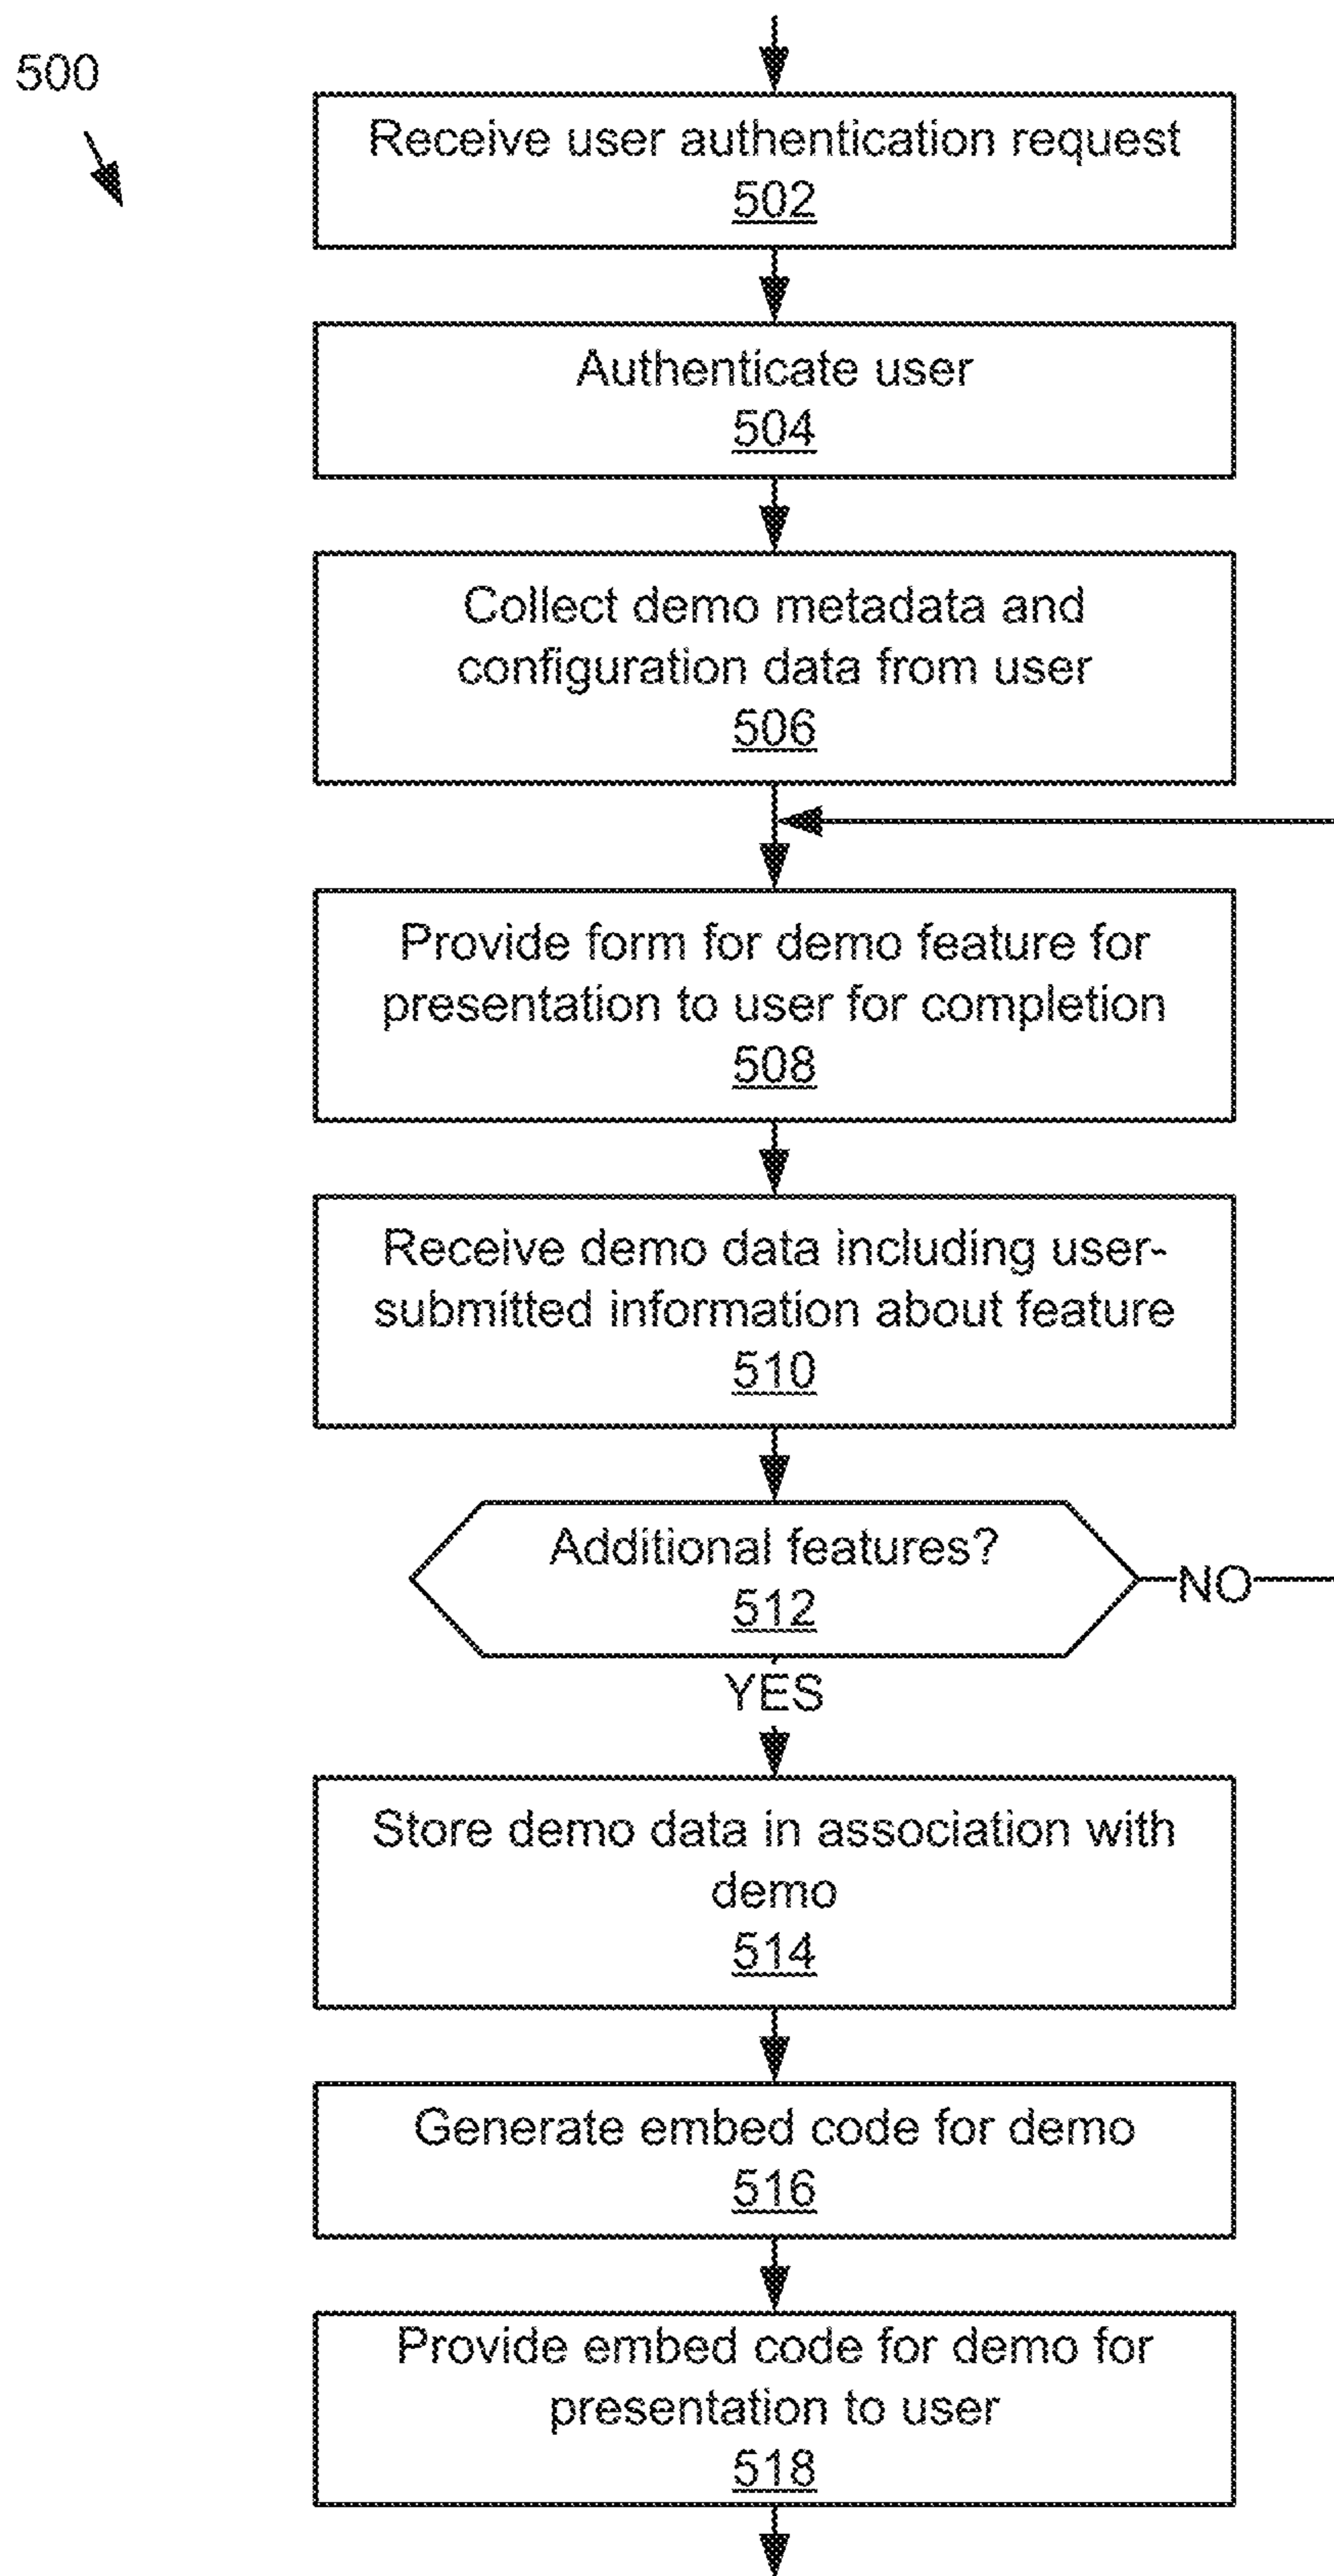 500
Receive user authentication request
502
Authenticate user
504
Collect demo metadata and
configuration data from user
506
Provide form for demo feature for
presentation to user for completion
508
Receive demo data including user-
submitted information about feature
510
Additional features?
512
NO
YES
Store demo data in association with
demo
514
Generate embed code for demo
516
Provide embed code for demo for
presentation to user
518